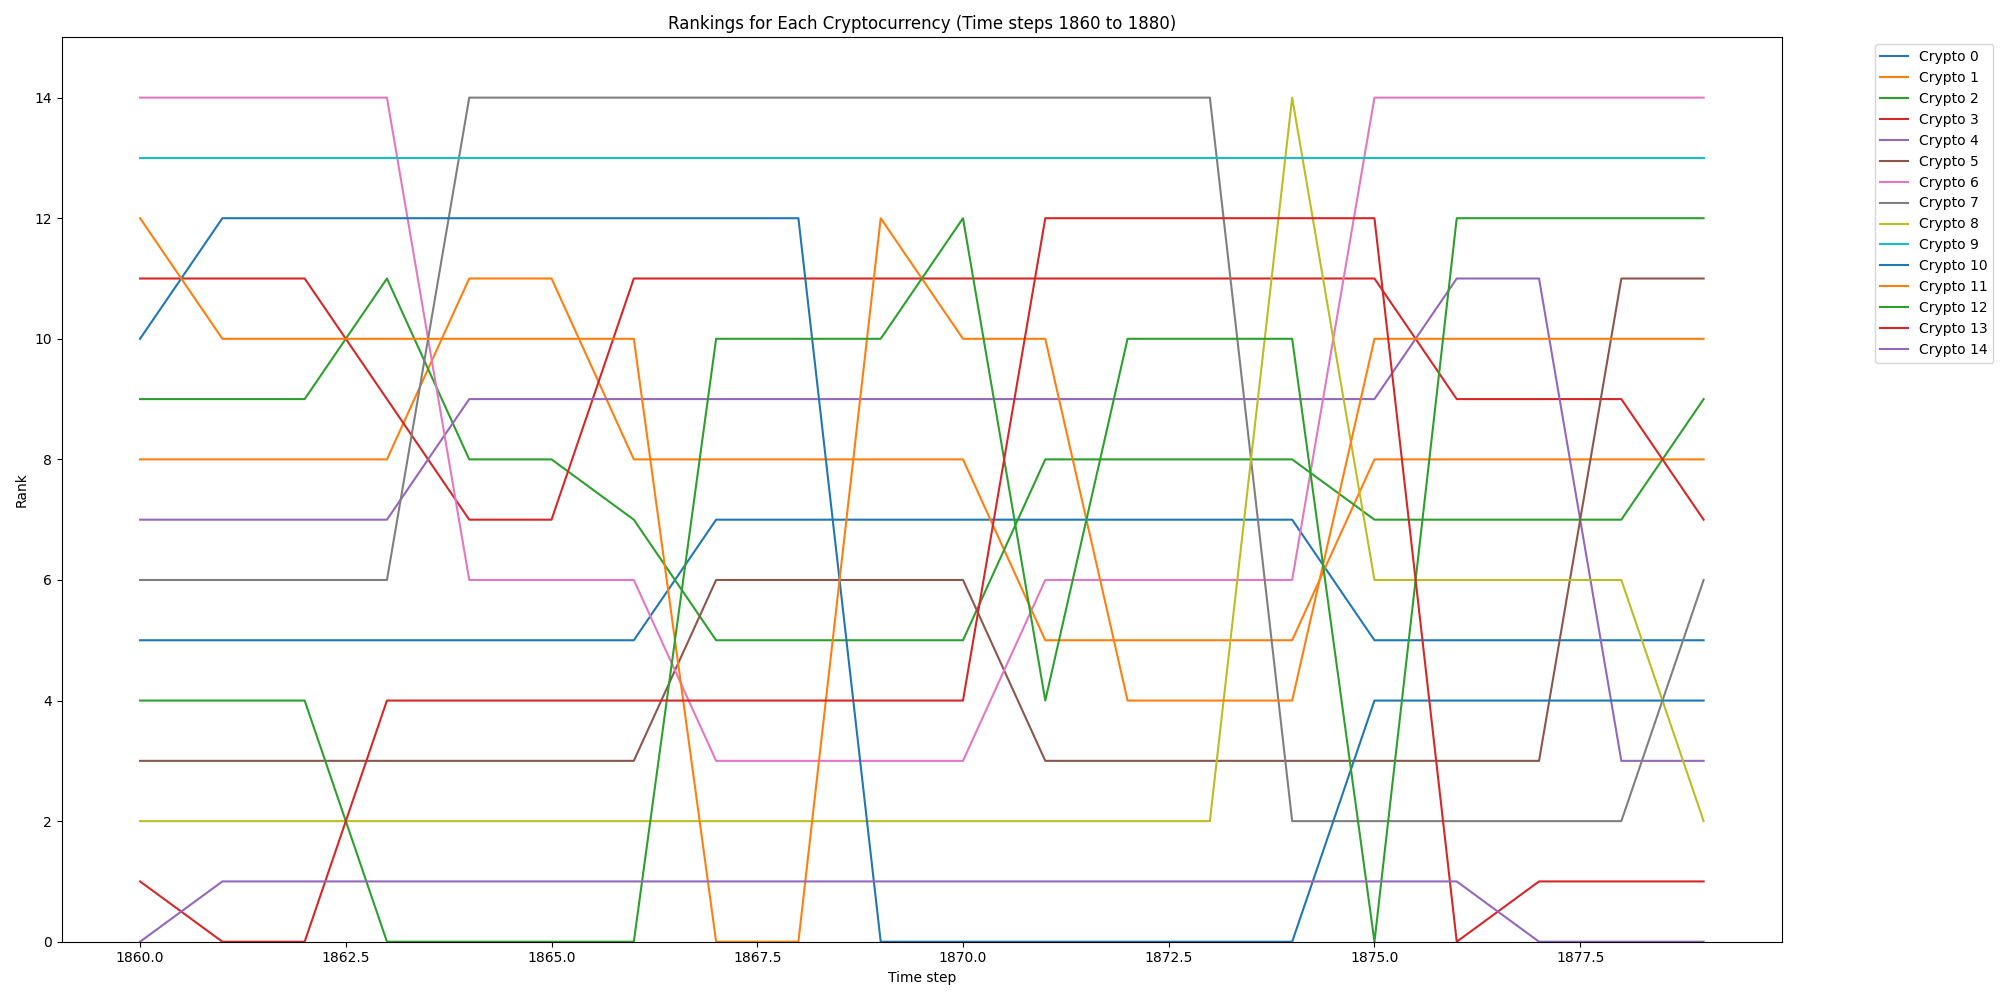 Rankings for Each Cryptocurrency (Time steps 1860 to 1880)
Rank
14
12
10
8
6
4
2
0
1860.0 1862.5 1865.0 1867.5 1870.0 1872.5 1875.0 1877.5
Time step
Crypto 0
Crypto 1
Crypto 2
Crypto 3
Crypto 4
Crypto 5
Crypto 6
Crypto 7
Crypto 8
Crypto 9
Crypto 10
Crypto 11
Crypto 12
Crypto 13
Crypto 14